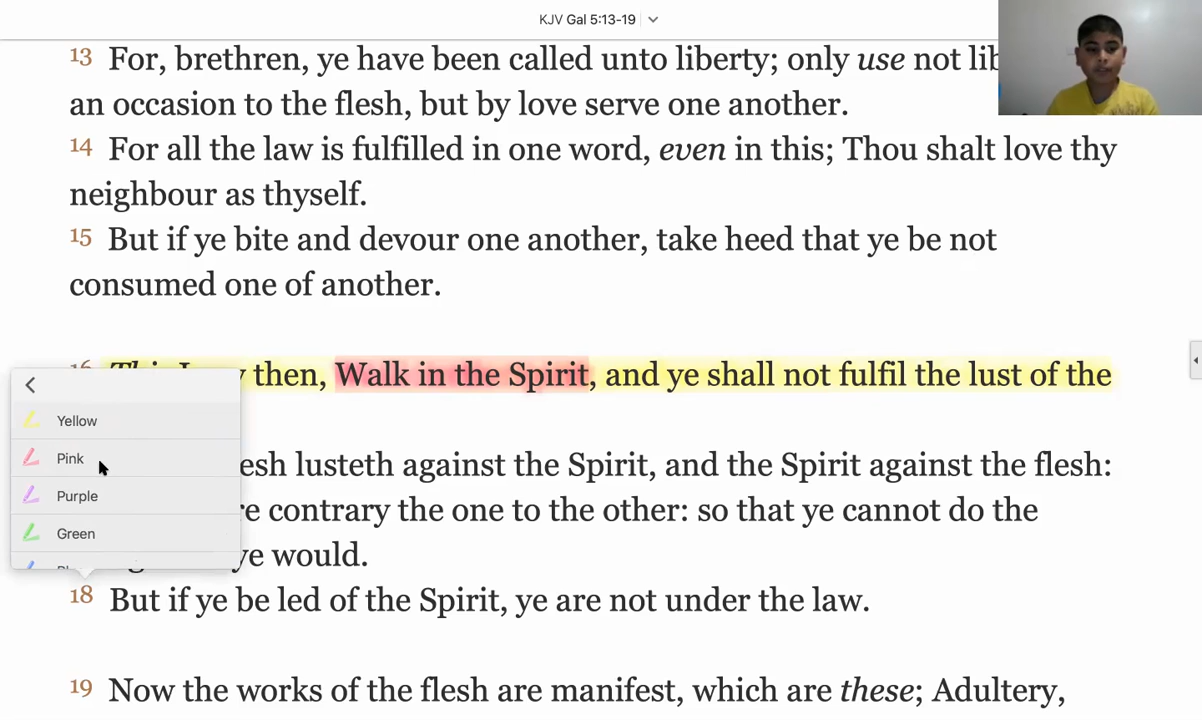 KJV Gal 5:13-19
13 For, brethren, ye have been called unto liberty; only use not
an occasion to the flesh, but by love serve one another.
14 For all the law is fulfilled in one word, even in this; Thou shalt love thy
neighbour as thyself.
15 But if ye bite and devour one another, take heed that ye be not
consumed one of another.
then, Walk in the Spirit, and ye shall not fulfil the lust of the
Yellow
Pink
esh lusteth against the Spirit, and the Spirit against the flesh:
Purple
re contrary the one to the other: so that ye cannot do the
Green
ye would.
18 But if ye be led of the Spirit, ye are not under the law.
19 Now the works of the flesh are manifest, which are these; Adultery,